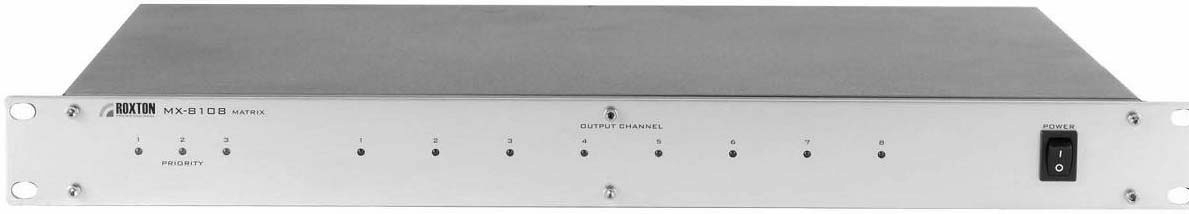 ROXTON MX-8108 MATRIX
OUTPUT CHANNEL
POWER
1 2 3
1 2 3 4 5 6 7 8
PRIORITY
I
O